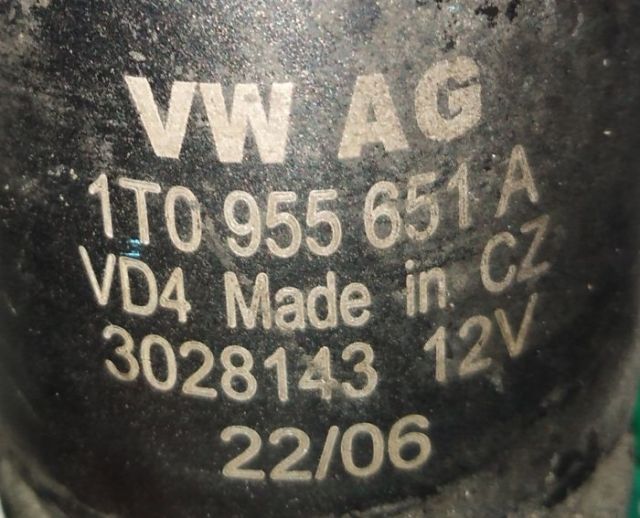 VW AG
1T0 955 651 A
VD4 Made in CZ
3028143 12V
22/06